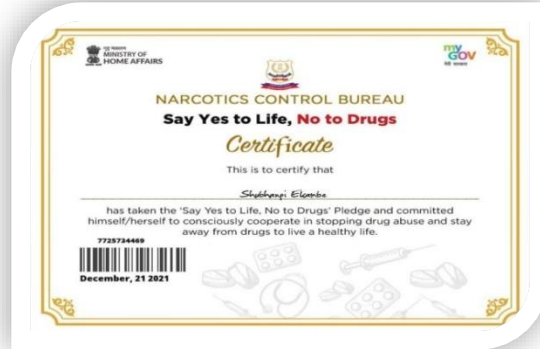 MINISTRY OF
HOME AFFAIRS
my
GOV
मेरी सरकार
NARCOTICS CONTROL BUREAU
Say Yes to Life, No to Drugs
Certificate
This is to certify that
has taken the 'Say Yes to Life, No to Drugs' Pledge and committed
himself/herself to consciously cooperate in stopping drug abuse and stay
away from drugs to live a healthy life.
7725734469
December, 21 2021